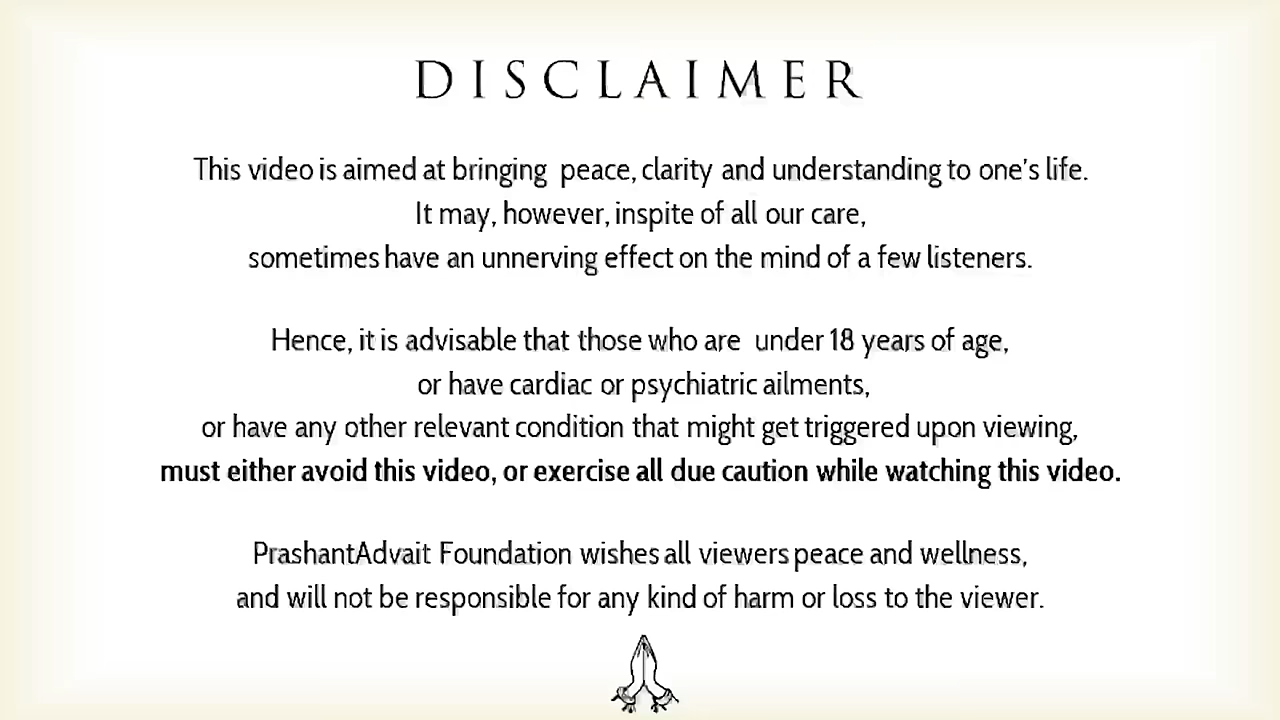 DISCLAIMER
This video is aimed at bringing peace, clarity and understanding to one's life.
It may, however, inspite of all our care,
sometimes have an unnerving effect on the mind of a few listeners.
Hence, it is advisable that those who are under 18 years of age,
or have cardiac or psychiatric ailments,
or have any other relevant condition that might get triggered upon viewing,
must either avoid this video, or exercise all due caution while watching this video.
PrashantAdvait Foundation wishes all viewers peace and wellness,
and will not be responsible for any kind of harm or loss to the viewer.